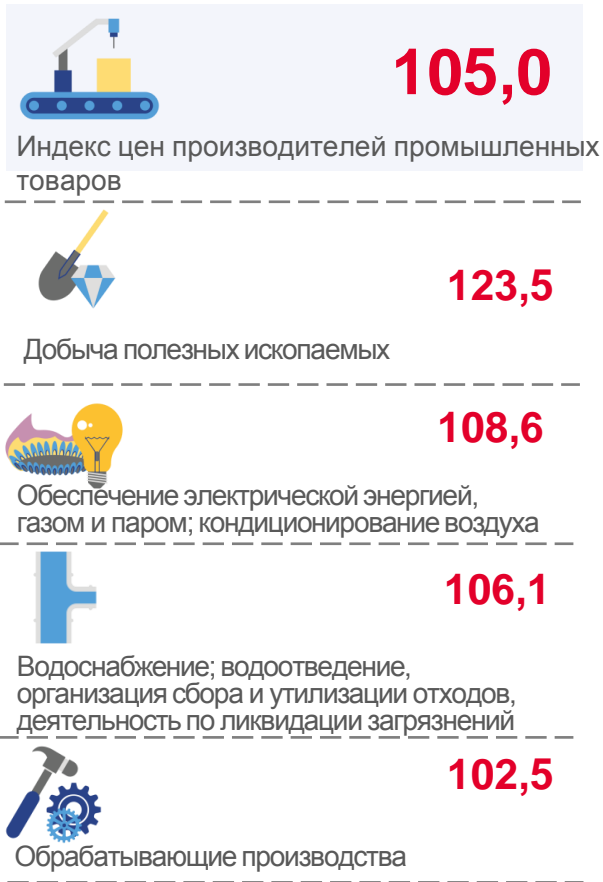 105,0
Индекс цен производителей промышленных
товаров
123,5
Добыча полезных ископаемых
108,6
Обеспечение электрической энергией,
газом и паром; кондиционирование воздуха
106,1
Водоснабжение; водоотведение,
организация сбора и утилизации отходов,
деятельность по ликвидации загрязнений
102,5
Обрабатывающие производства